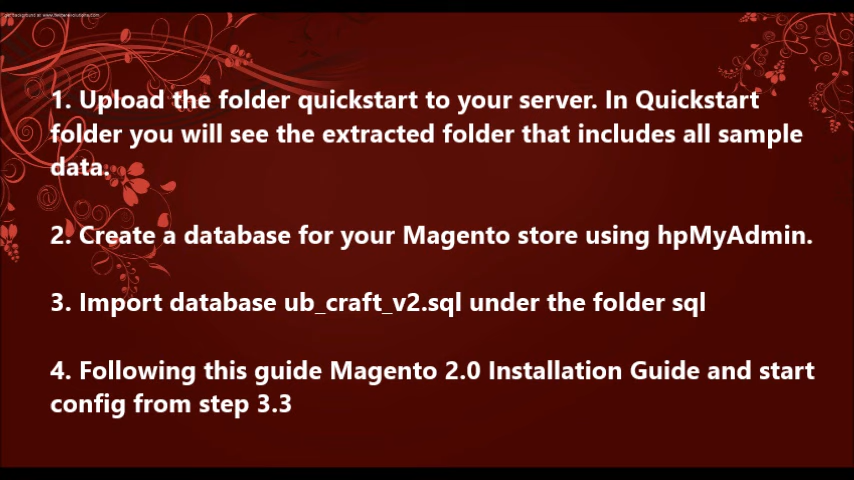 1. Upload the folder quickstart to your server. In Quickstart
folder you will see the extracted folder that includes all sample
data.
2. Create a database for your Magento store using hpMyAdmin.
3. Import database ub_craft_v2.sql under the folder sql
4. Following this guide Magento 2.0 Installation Guide and start
config from step 3.3